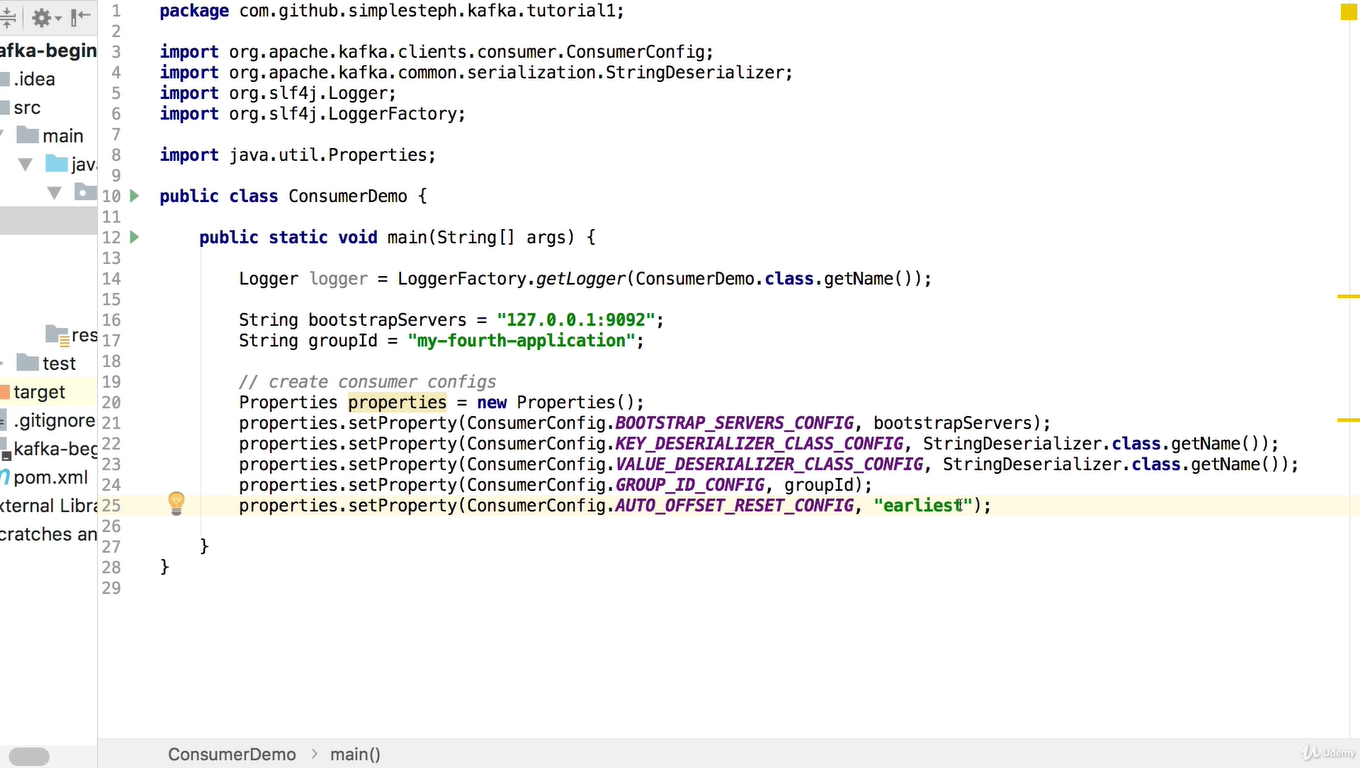 afka-begin
.idea
src
main
java
res
test
target
.gitignore
kafka-beg
pom.xml
xternal Libra
cratches an
1 package com.github.simplesteph.kafka.tutorial1;
2
3 import org.apache.kafka.clients.consumer.ConsumerConfig;
4 import org.apache.kafka.common.serialization.StringDeserializer;
5 import org.slf4j.Logger;
6 import org.slf4j.LoggerFactory;
7
8 import java.util.Properties;
9
10 public class ConsumerDemo {
11
12 public static void main(String[] args) {
13
14 Logger logger = LoggerFactory.getLogger(ConsumerDemo.class.getName());
15
16 String bootstrapServers = "127.0.0.1:9092";
17 String groupId = "my-fourth-application";
18
19 // create consumer configs
20 Properties properties = new Properties();
21 properties.setProperty(ConsumerConfig.BOOTSTRAP_SERVERS_CONFIG, bootstrapServers);
22 properties.setProperty(ConsumerConfig.KEY_DESERIALIZER_CLASS_CONFIG, StringDeserializer.class.getName());
23 properties.setProperty(ConsumerConfig.VALUE_DESERIALIZER_CLASS_CONFIG, StringDeserializer.class.getName());
24 properties.setProperty(ConsumerConfig.GROUP_ID_CONFIG, groupId);
25 properties.setProperty(ConsumerConfig.AUTO_OFFSET_RESET_CONFIG, "earliest");
26
27 }
28 }
29
ConsumerDemo > main()
Udemy